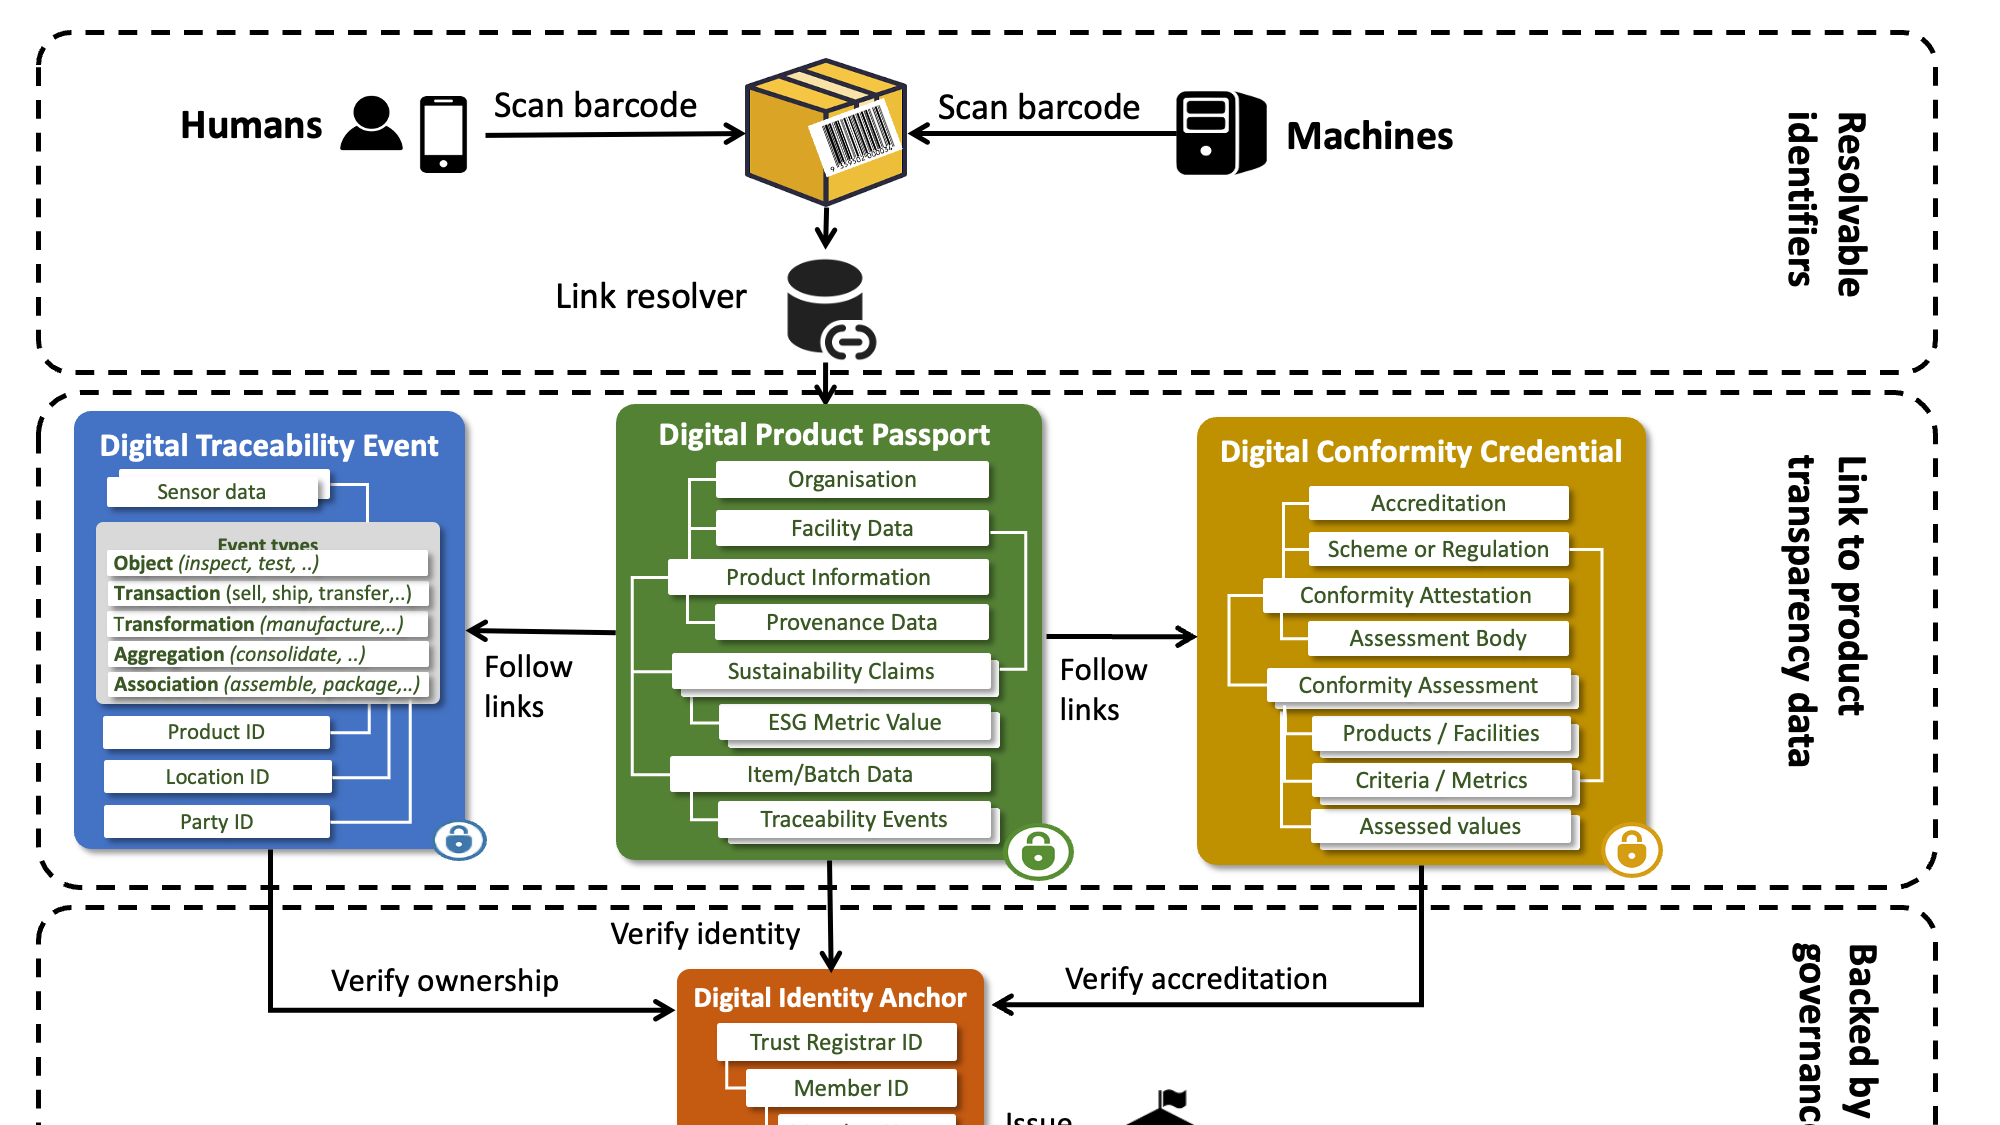 Humans
Scan barcode
Scan barcode
Machines
Resolvable
identifiers
Link resolver
Digital Traceability Event
Sensor data
Event types
Object (inspect, test, ..)
Transaction (sell, ship, transfer,..)
Transformation (manufacture,..)
Aggregation (consolidate, ..)
Association (assemble, package,..)
Product ID
Location ID
Party ID
Follow
links
Digital Product Passport
Organisation
Facility Data
Product Information
Provenance Data
Sustainability Claims
ESG Metric Value
Item/Batch Data
Traceability Events
Follow
links
Digital Conformity Credential
Accreditation
Scheme or Regulation
Conformity Attestation
Assessment Body
Conformity Assessment
Products / Facilities
Criteria / Metrics
Assessed values
Link to product
transparency data
Verify ownership
Verify identity
Verify accreditation
Digital Identity Anchor
Trust Registrar ID
Member ID
Issue
Backed by